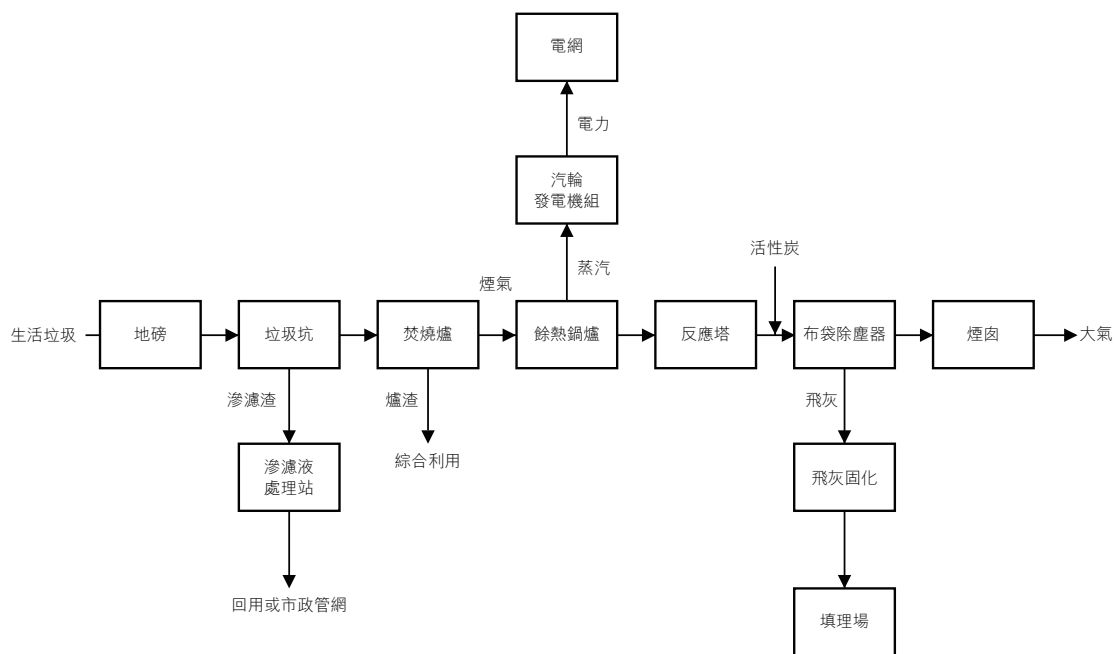 電網
電力
汽輪
發電機組
活性炭
蒸汽
煙氣
生活垃圾
地磅
垃圾坑
焚燒爐
餘熱鍋爐
反應塔
布袋除塵器
煙囪
大氣
滲濾渣
爐渣
飛灰
綜合利用
滲濾液
處理站
飛灰固化
回用或市政管網
填理場